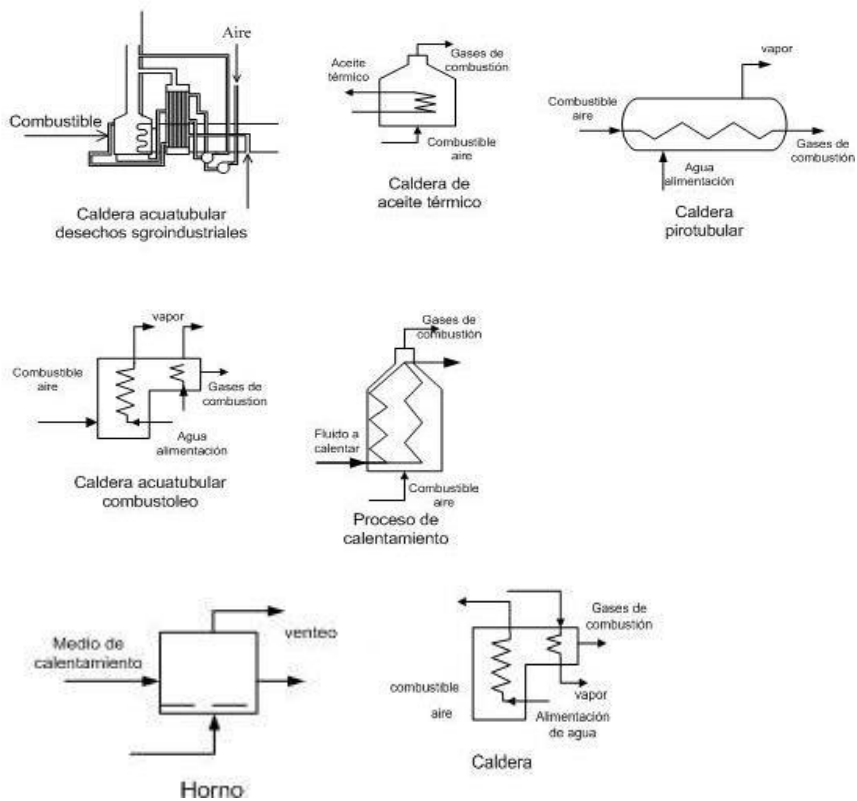 Aire
Combustible
Caldera acuatubular
desechos sgroindustriales
Gases de
combustión
Aceite
térmico
Combustible
aire
Caldera de
aceite térmico
vapor
Combustible
aire
Gases de
combustión
Agua
alimentación
Caldera
pirotubular
vapor
Combustible
aire
Gases de
combustion
Agua
alimentación
Caldera acuatubular
combustoleo
Gases de
combustión
Fluido a
calentar
Combustible
aire
Proceso de
calentamiento
Medio de
calentamiento
venteo
Horno
Gases de
combustión
combustible
aire
vapor
Alimentación
de agua
Caldera